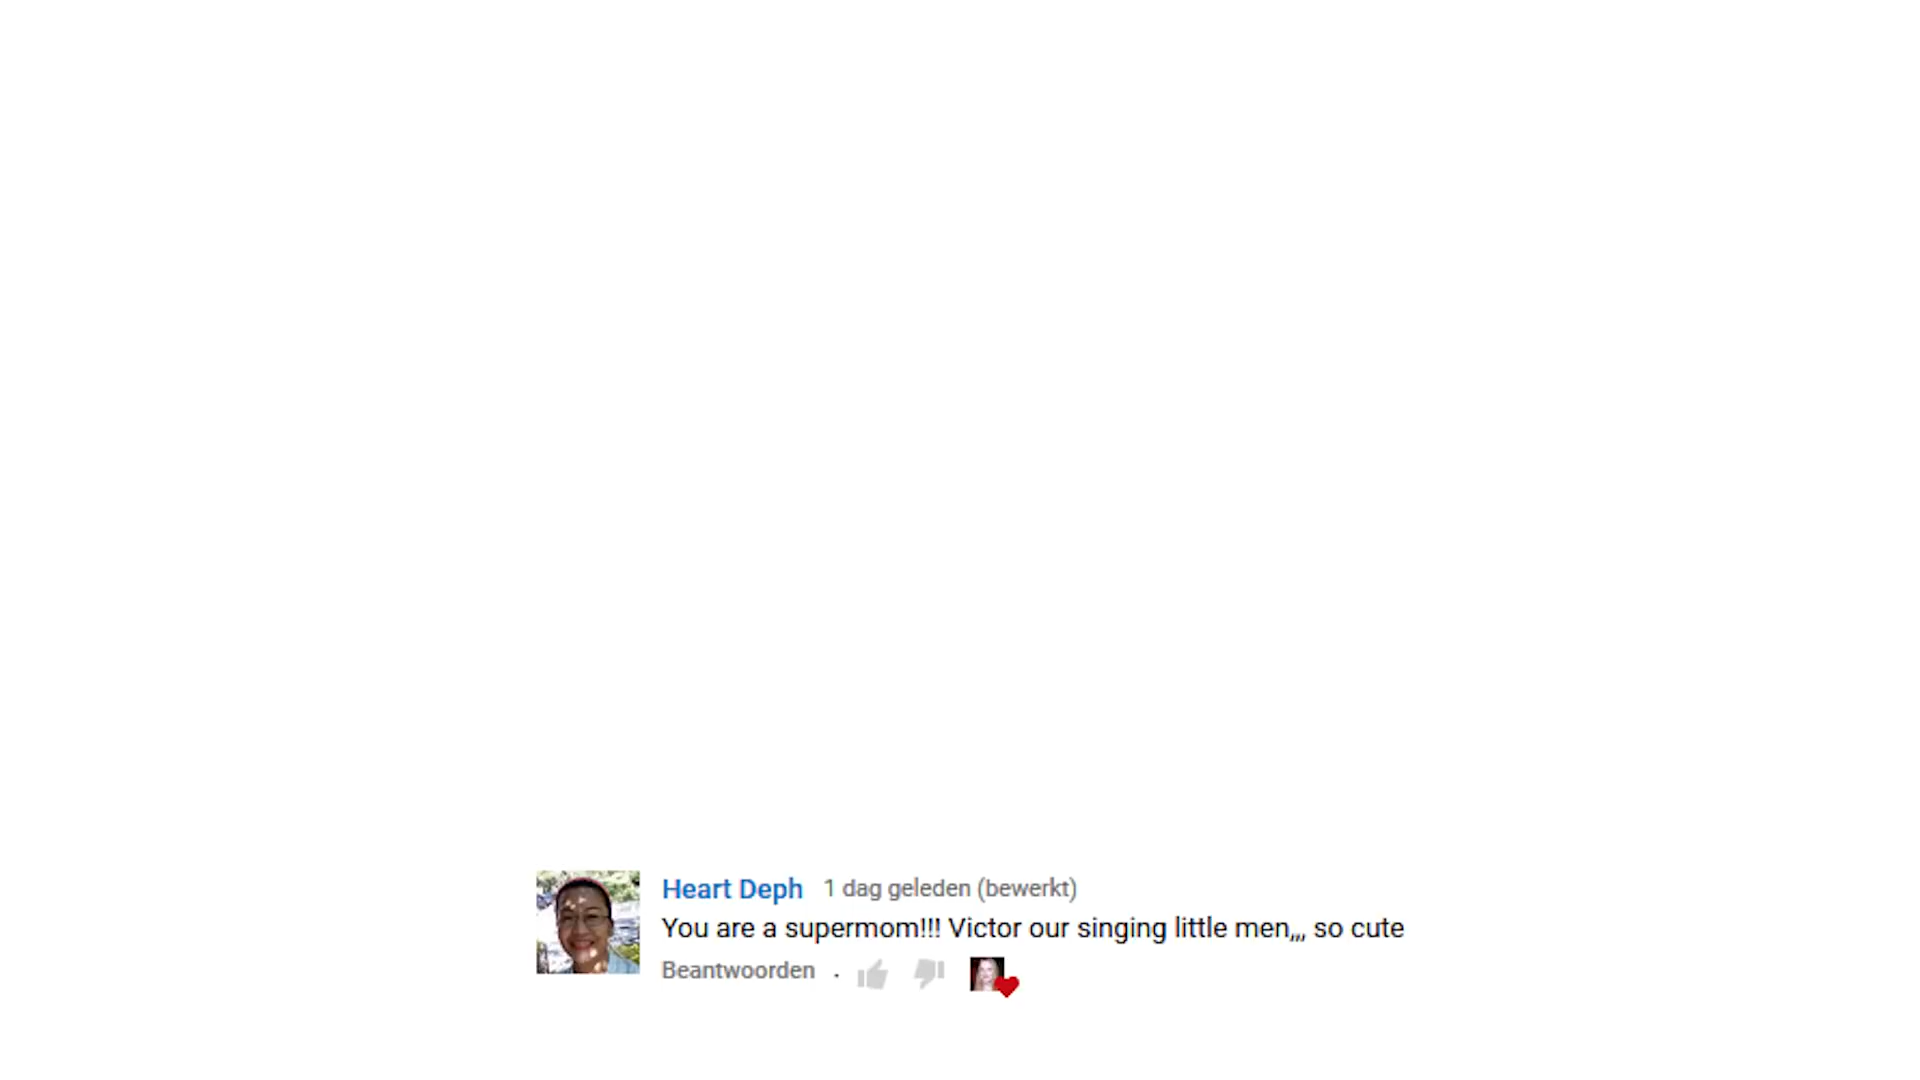 Heart Deph 1 dag geleden (bewerkt)
You are a supermom!!! Victor our singing little men,,, so cute
Beantwoorden .